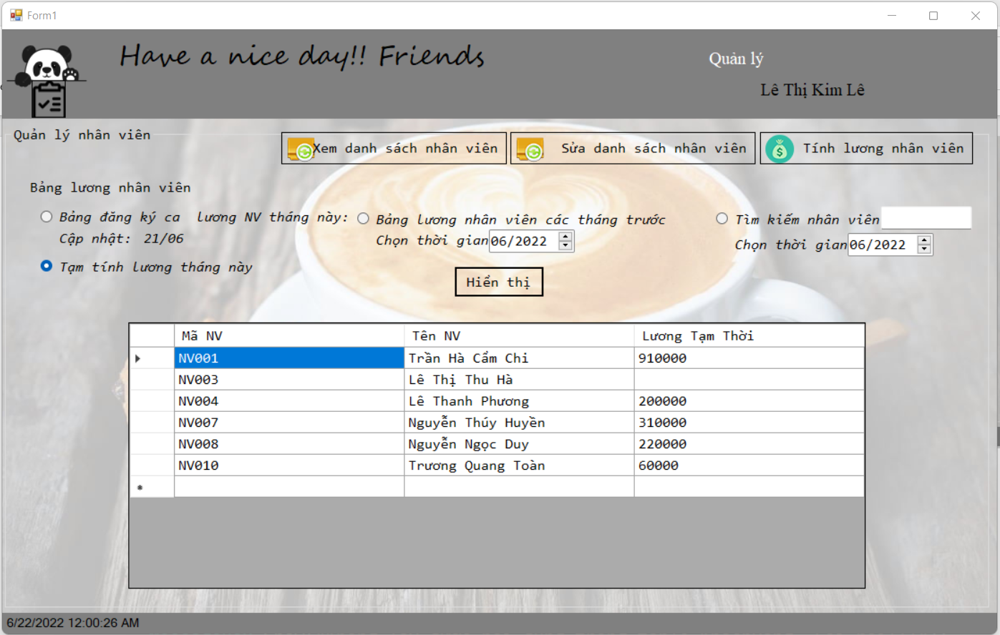 Form1
Have a nice day!! Friends
Quản lý
Lê Thị Kim Lê
Quản lý nhân viên
Xem danh sách nhân viên
Sửa danh sách nhân viên
Tính lương nhân viên
Bảng lương nhân viên
Bảng đăng ký ca lương NV tháng này:
Cập nhật: 21/06
Tạm tính lương tháng này
Bảng lương nhân viên các tháng trước
Chọn thời gian 06/2022
Tìm kiếm nhân viên
Chọn thời gian 06/2022
Hiển thị
Mã NV Tên NV Lương Tạm Thời
NV001 Trần Hà Cẩm Chi 910000
NV003 Lê Thị Thu Hà
NV004 Lê Thanh Phương 200000
NV007 Nguyễn Thúy Huyền 310000
NV008 Nguyễn Ngọc Duy 220000
NV010 Trương Quang Toàn 60000
6/22/2022 12:00:26 AM